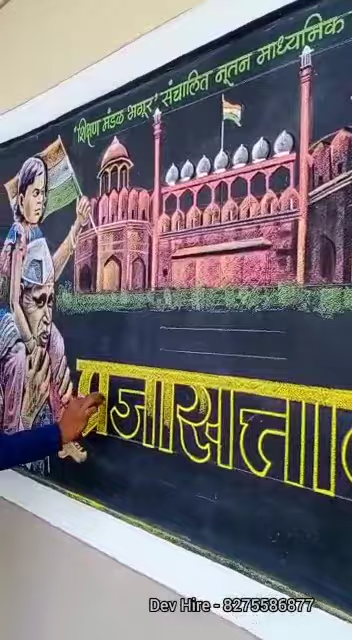 'शिक्षण मंडळ भगूर' संचालित नूतन माध्यमिक
प्रजासत्ता
Dev Hire - 8275586877